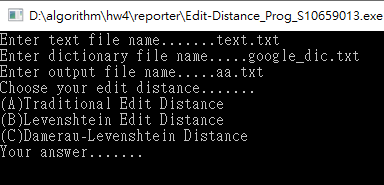 D:\algorithm\hw4\reporter\Edit-Distance_Prog_S10659013.exe
Enter text file name.......text.txt
Enter dictionary file name.....google_dic.txt
Enter output file name.....aa.txt
Choose your edit distance.......
(A)Traditional Edit Distance
(B)Levenshtein Edit Distance
(C)Damerau-Levenshtein Distance
Your answer.......